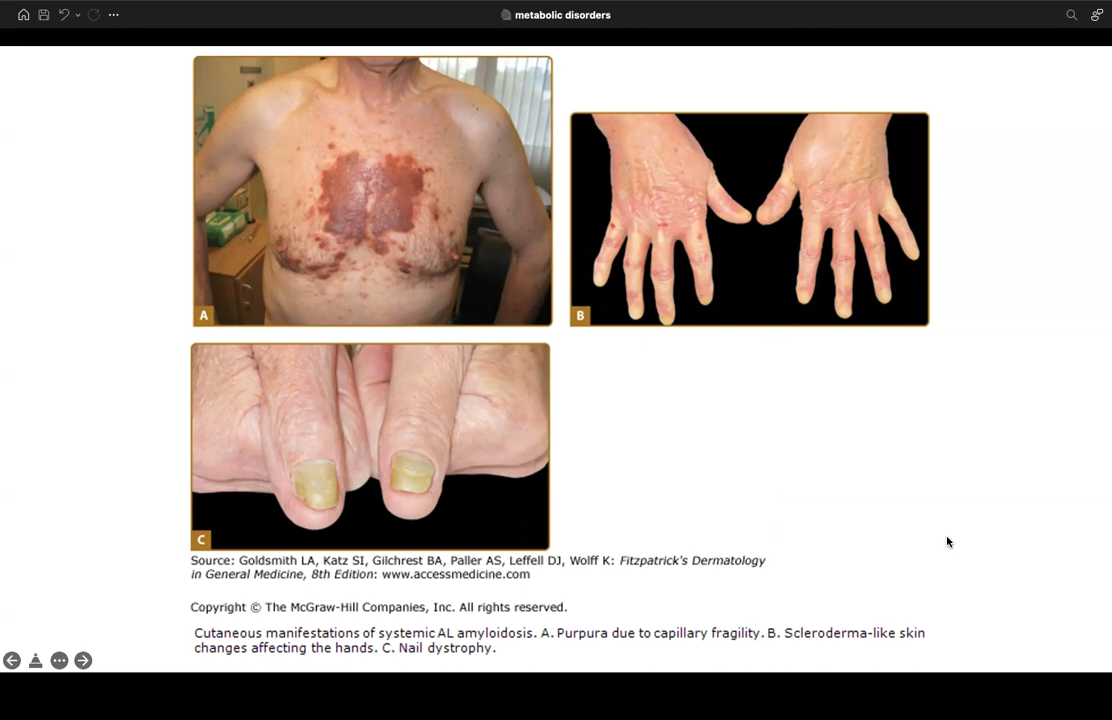 metabolic disorders
A
B
C
Source: Goldsmith LA, Katz SI, Gilchrest BA, Paller AS, Leffell DJ, Wolff K: Fitzpatrick's Dermatology
in General Medicine, 8th Edition: www.accessmedicine.com
Copyright © The McGraw-Hill Companies, Inc. All rights reserved.
Cutaneous manifestations of systemic AL amyloidosis. A. Purpura due to capillary fragility. B. Scleroderma-like skin
changes affecting the hands. C. Nail dystrophy.